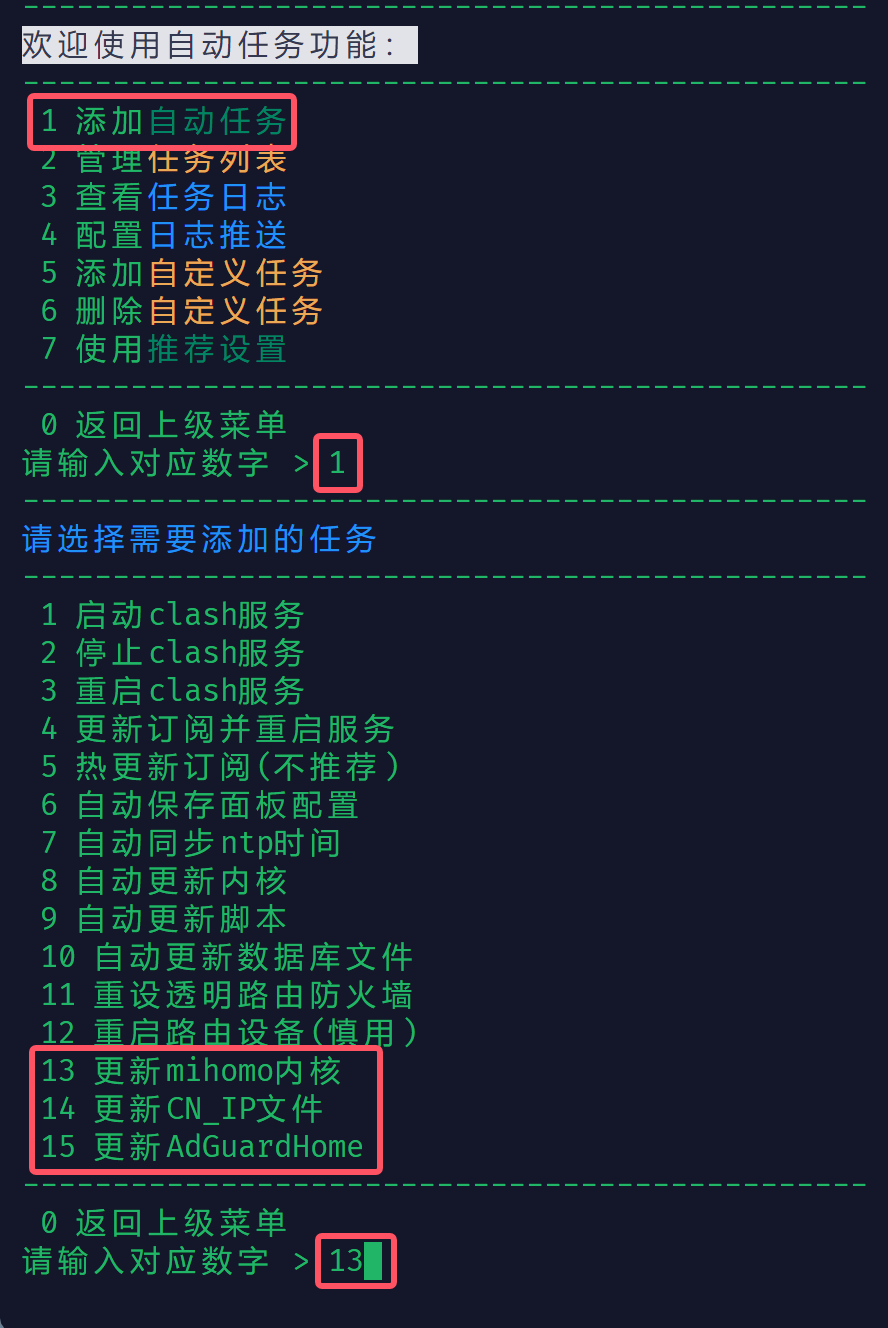 欢迎使用自动任务功能：
1 添加自动任务
2 管理任务列表
3 查看任务日志
4 配置日志推送
5 添加自定义任务
6 删除自定义任务
7 使用推荐设置
0 返回上级菜单
请输入对应数字 > 1
请选择需要添加的任务
1 启动clash服务
2 停止clash服务
3 重启clash服务
4 更新订阅并重启服务
5 热更新订阅(不推荐)
6 自动保存面板配置
7 自动同步ntp时间
8 自动更新内核
9 自动更新脚本
10 自动更新数据库文件
11 重设透明路由防火墙
12 重启路由设备(慎用)
13 更新mihomo内核
14 更新CN_IP文件
15 更新AdGuardHome
0 返回上级菜单
请输入对应数字 > 13